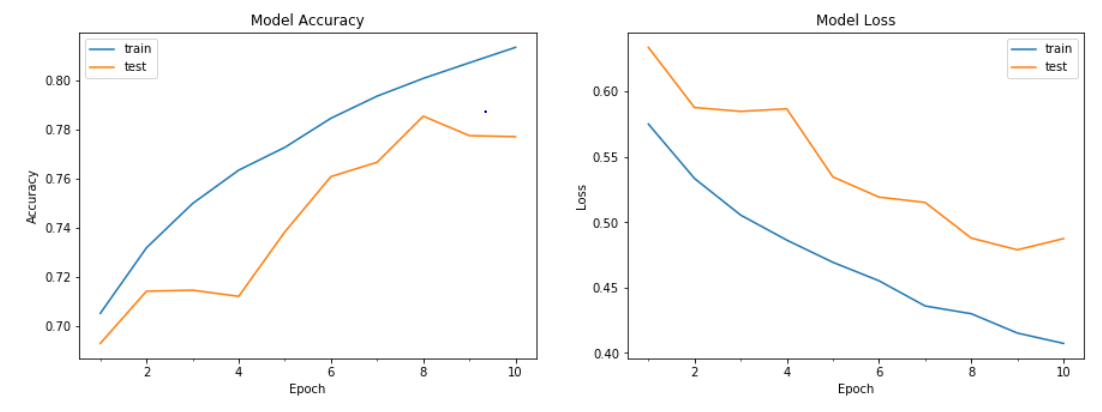 Model Accuracy
train
test
0.80
0.78
0.76
0.74
0.72
0.70
Accuracy
2 4 6 8 10
Epoch
Model Loss
train
test
0.60
0.55
0.50
0.45
0.40
Loss
2 4 6 8 10
Epoch